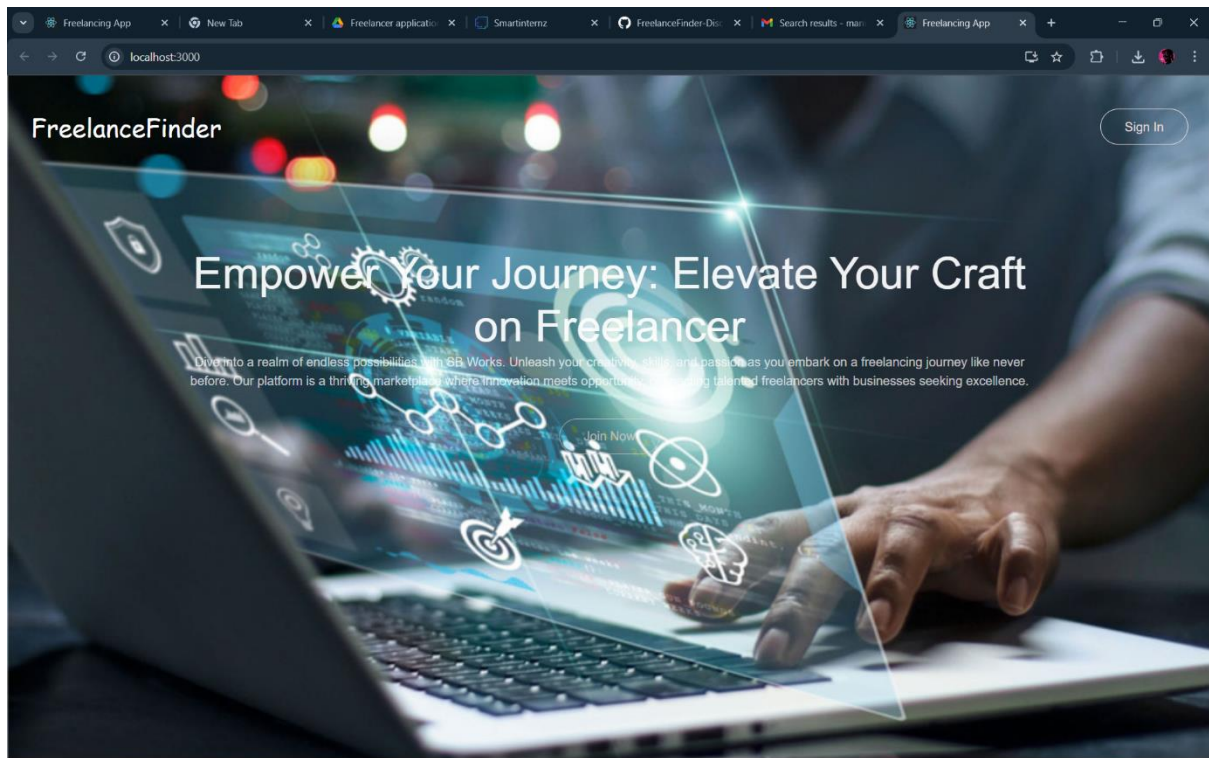 Freelancing App
New Tab
Freelancer applicatio
Smartinternz
FreelanceFinder-Disc
Search results - mar
Freelancing App
localhost:3000
FreelanceFinder
Sign In
Empower Your Journey: Elevate Your Craft
on Freelancer
Dive into a realm of endless possibilities with SB Works. Unleash your creativity, skills, and passion as you embark on a freelancing journey like never
before. Our platform is a thriving marketplace where innovation meets opportunity, talented freelancers with businesses seeking excellence.
Join Now